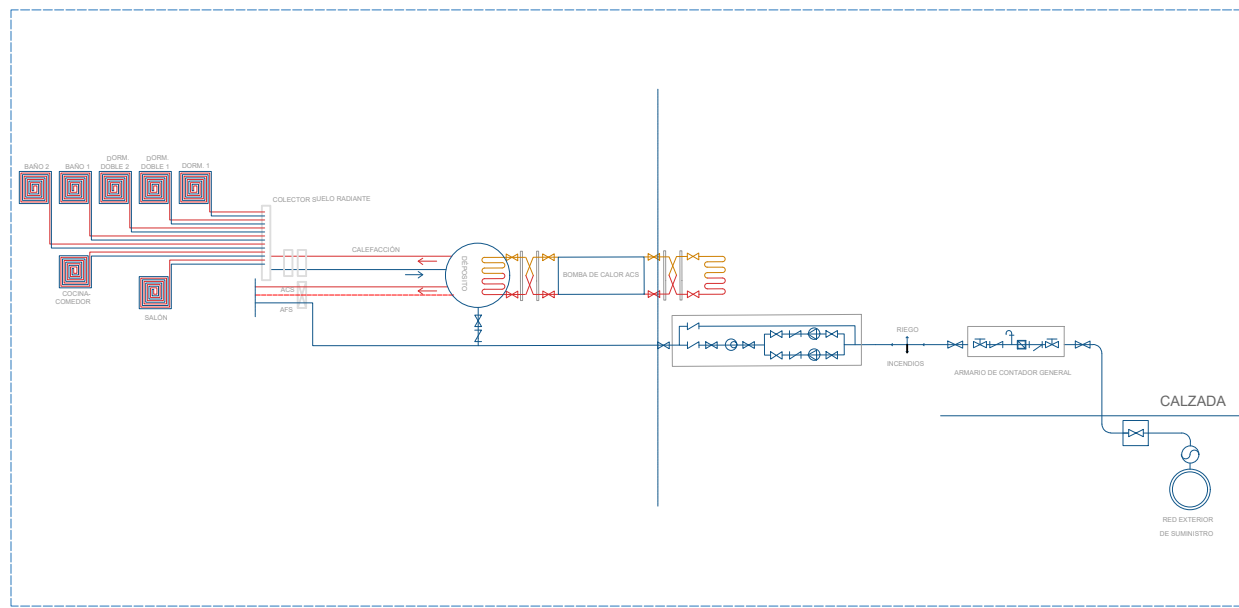 BAÑO 2
BAÑO 1
DORM.
DOBLE 2
DORM.
DOBLE 1
DORM. 1
COLECTOR SUELO RADIANTE
CALEFACCIÓN
DEPÓSITO
BOMBA DE CALOR ACS
COCINA-
COMEDOR
SALÓN
ACS
AFS
RIEGO
INCENDIOS
ARMARIO DE CONTADOR GENERAL
CALZADA
RED EXTERIOR
DE SUMINISTRO